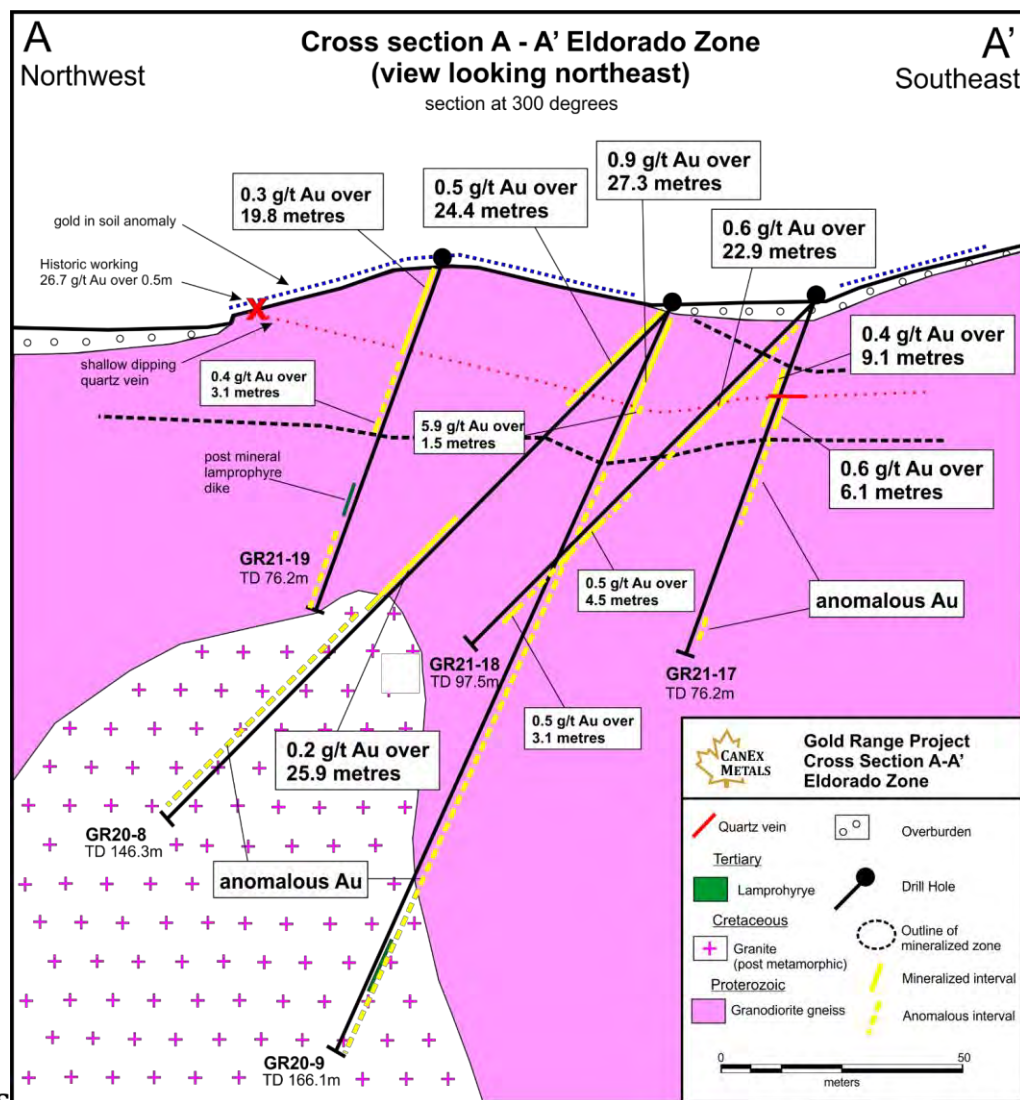 A
Northwest
Cross section A - A' Eldorado Zone
(view looking northeast)
section at 300 degrees
A'
Southeast
0.3 g/t Au over
19.8 metres
0.5 g/t Au over
24.4 metres
0.9 g/t Au over
27.3 metres
0.6 g/t Au over
22.9 metres
gold in soil anomaly
Historic working
26.7 g/t Au over 0.5m
X
shallow dipping
quartz vein
0.4 g/t Au over
3.1 metres
5.9 g/t Au over
1.5 metres
0.4 g/t Au over
9.1 metres
post mineral
lamprophyre
dike
0.6 g/t Au over
6.1 metres
GR21-19
TD 76.2m
0.5 g/t Au over
4.5 metres
anomalous Au
GR21-18
TD 97.5m
GR21-17
TD 76.2m
0.5 g/t Au over
3.1 metres
0.2 g/t Au over
25.9 metres
GR20-8
TD 146.3m
anomalous Au
GR20-9
TD 166.1m
CANEX
METALS
Gold Range Project
Cross Section A-A'
Eldorado Zone
Quartz vein
Overburden
Tertiary
Lamprohyrye
Drill Hole
Cretaceous
Granite
(post metamorphic)
Outline of
mineralized zone
Proterozoic
Mineralized interval
Granodiorite gneiss
Anomalous interval
0
50
meters